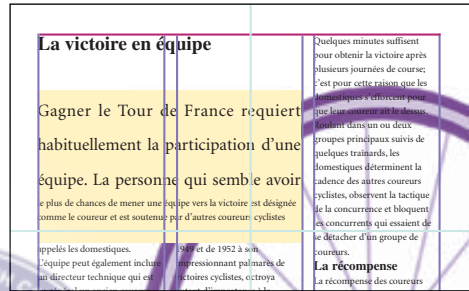 La victoire en équipe
Gagner le Tour de France requiert
habituellement la participation d'une
équipe. La personne qui semble avoir
le plus de chances de mener une équipe vers la victoire est désignée
comme le coureur et est soutenue par d'autres coureurs cyclistes
appelés les domestiques.
L'équipe peut également inclure
un directeur technique qui est
1949 et de 1952 à son
impressionnant palmarès de
victoires cyclistes, octroya
Quelques minutes suffisent
pour obtenir la victoire après
plusieurs journées de course;
c'est pour cette raison que les
domestiques s'efforcent pour
que leur coureur ait le dessus.
Roulant dans un ou deux
groupes principaux suivis de
quelques traînards, les
domestiques déterminent la
cadence des autres coureurs
cyclistes, observent la tactique
de la concurrence et bloquent
les concurrents qui essaient de
se détacher d'un groupe de
coureurs.
La récompense
La récompense des coureurs